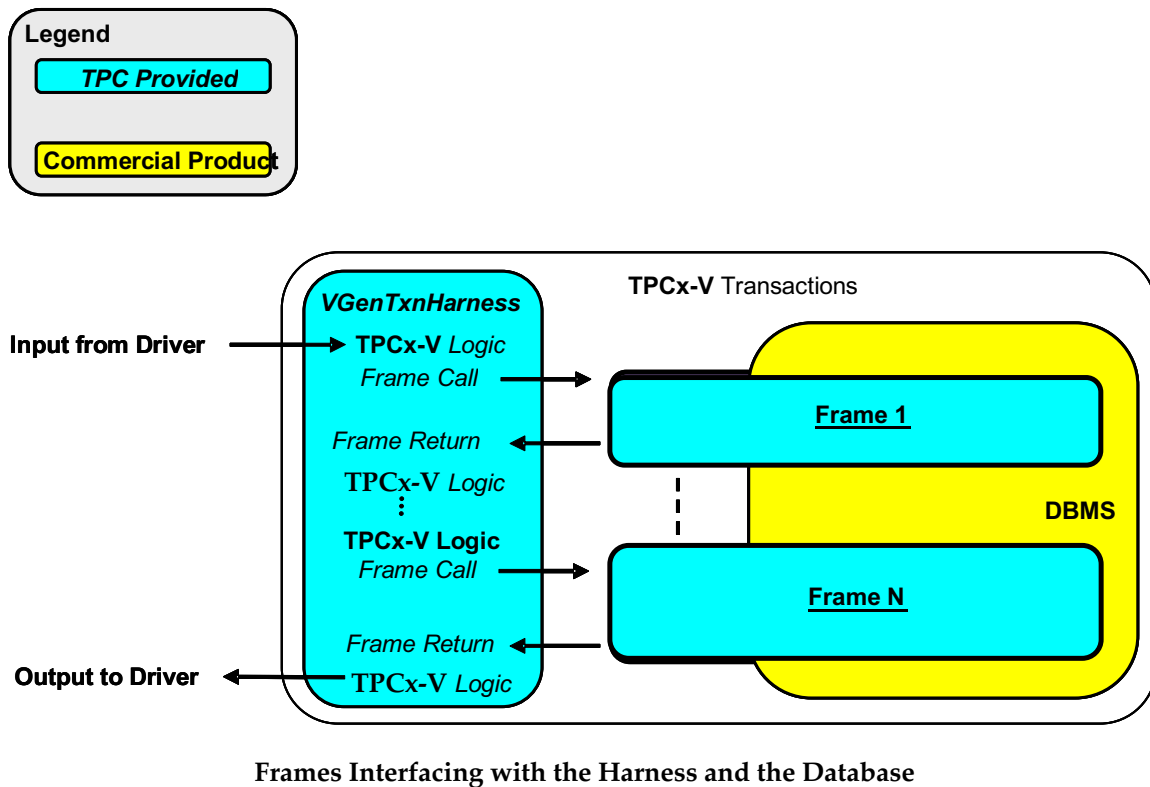 Legend
TPC Provided
Commercial Product
TPCx-V Transactions
VGenTxnHarness
Input from Driver
TPCx-V Logic
Frame Call
Frame 1
Frame Return
TPCx-V Logic
DBMS
TPCx-V Logic
Frame Call
Frame N
Frame Return
Output to Driver
TPCx-V Logic
Frames Interfacing with the Harness and the Database